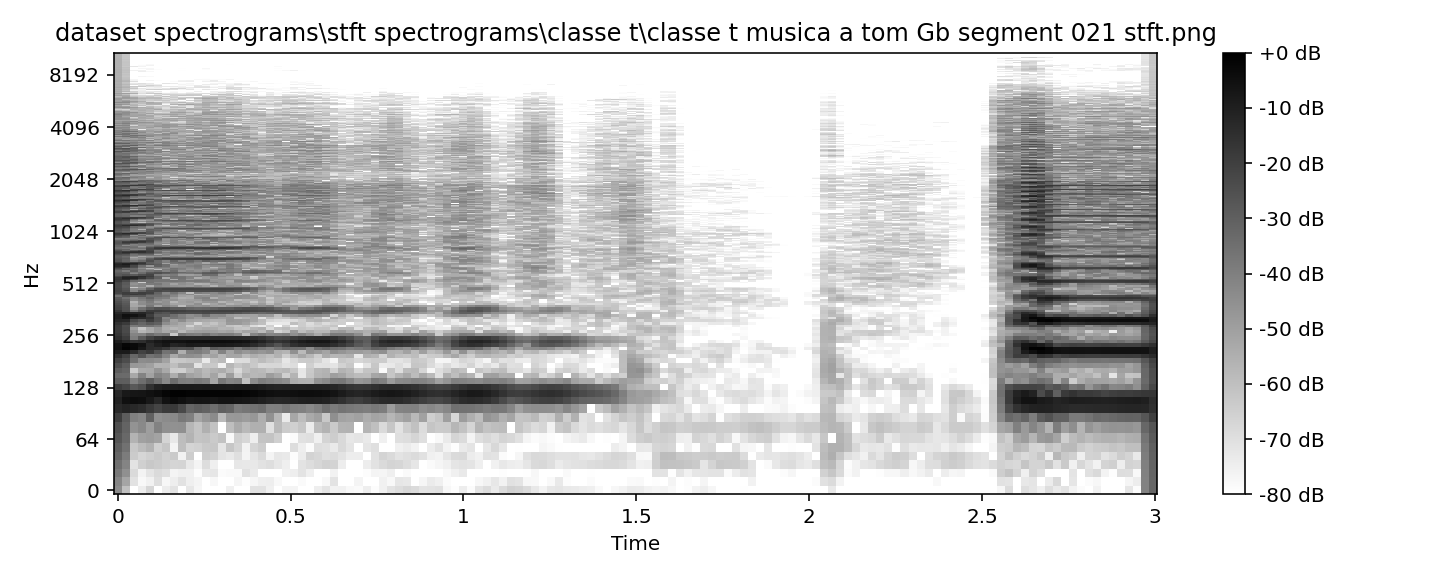 dataset spectrograms\stft spectrograms\classe t\classe t musica a tom Gb segment 021 stft.png
8192
4096
2048
1024
512
256
128
64
0
Hz
0
0.5
1
1.5
2
2.5
3
Time
+0 dB
-10 dB
-20 dB
-30 dB
-40 dB
-50 dB
-60 dB
-70 dB
-80 dB